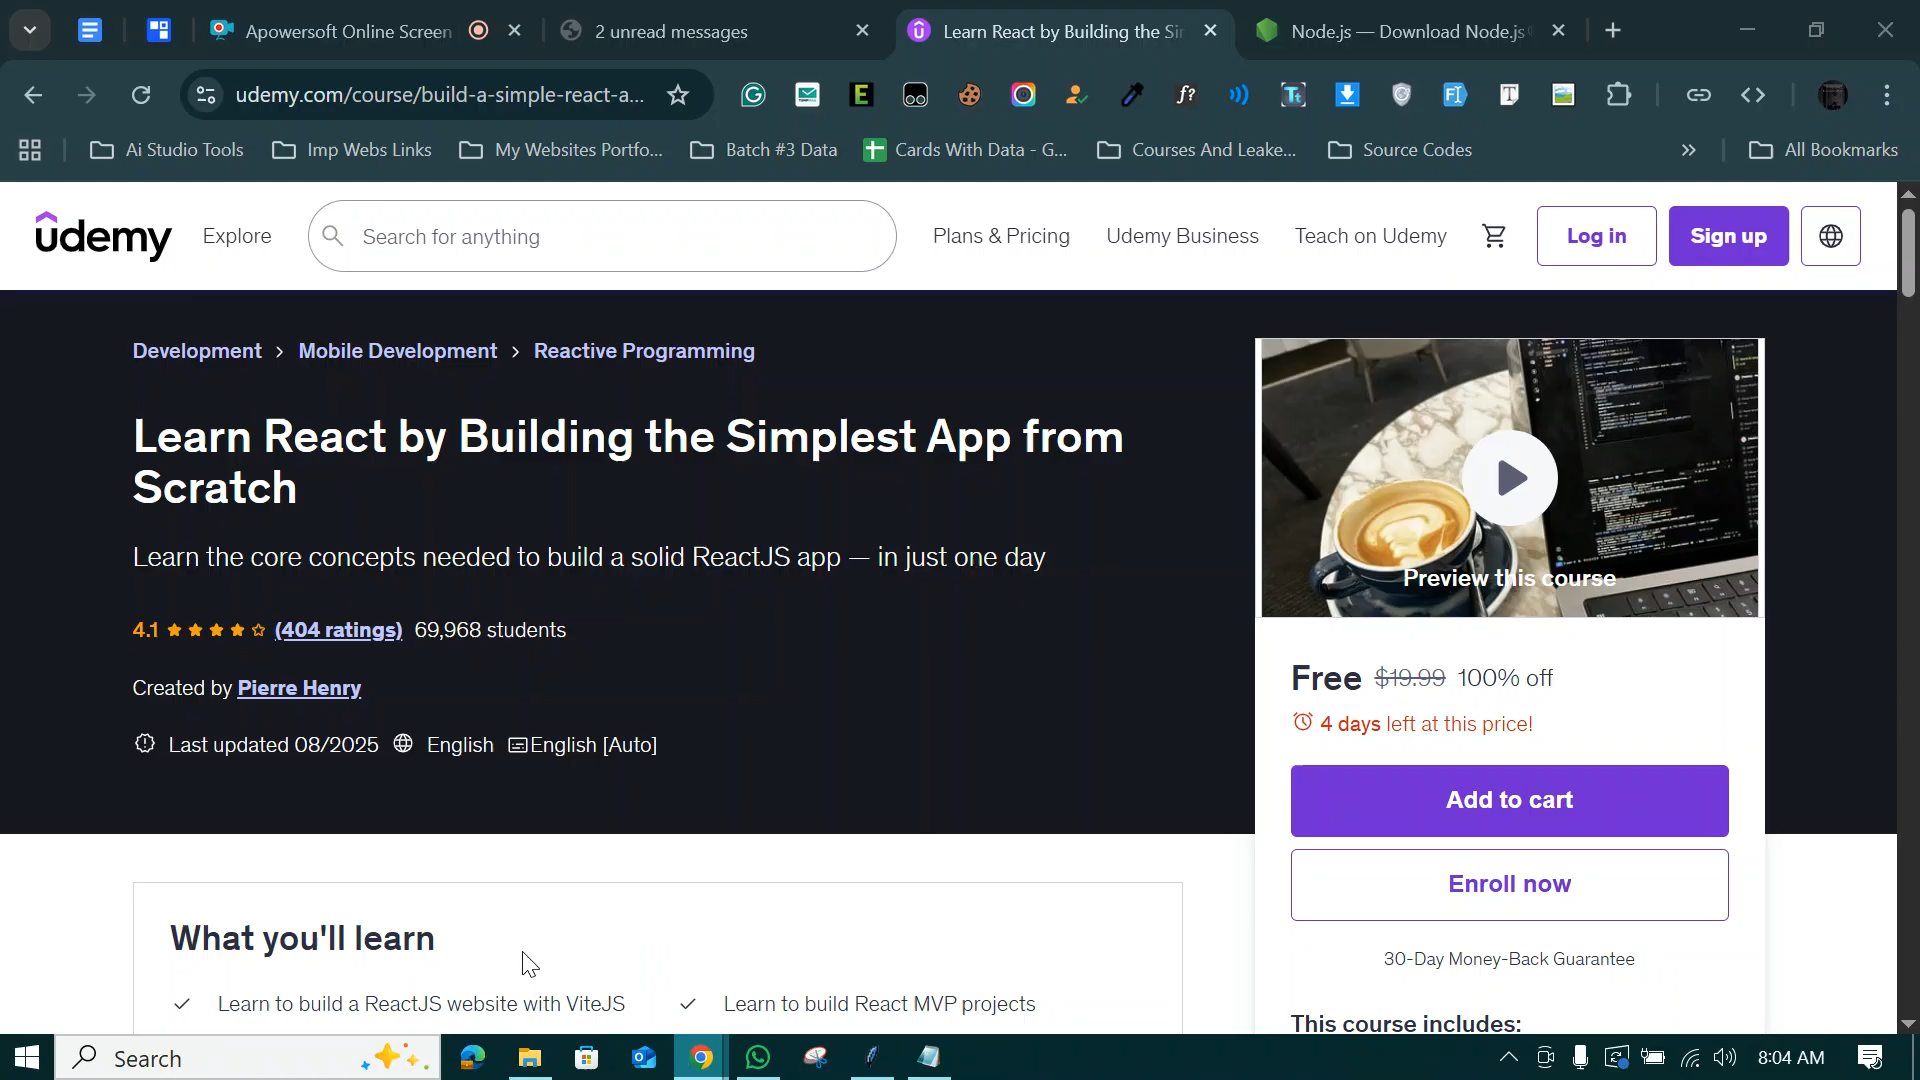 Apowersoft Online Screen
2 unread messages
Learn React by Building the Si
Node.js — Download Node.js
udemy.com/course/build-a-simple-react-a...
Ai Studio Tools
Imp Webs Links
My Websites Portfo...
Batch #3 Data
Cards With Data - G...
Courses And Leake...
Source Codes
All Bookmarks
udemy
Explore
Search for anything
Plans & Pricing
Udemy Business
Teach on Udemy
Log in
Sign up
Development > Mobile Development > Reactive Programming
Learn React by Building the Simplest App from
Scratch
Learn the core concepts needed to build a solid ReactJS app — in just one day
4.1 (404 ratings) 69,968 students
Created by Pierre Henry
Last updated 08/2025 English English [Auto]
Preview this course
Free $19.99 100% off
4 days left at this price!
Add to cart
Enroll now
30-Day Money-Back Guarantee
This course includes:
What you'll learn
Learn to build a ReactJS website with ViteJS
Learn to build React MVP projects
Search
8:04 AM